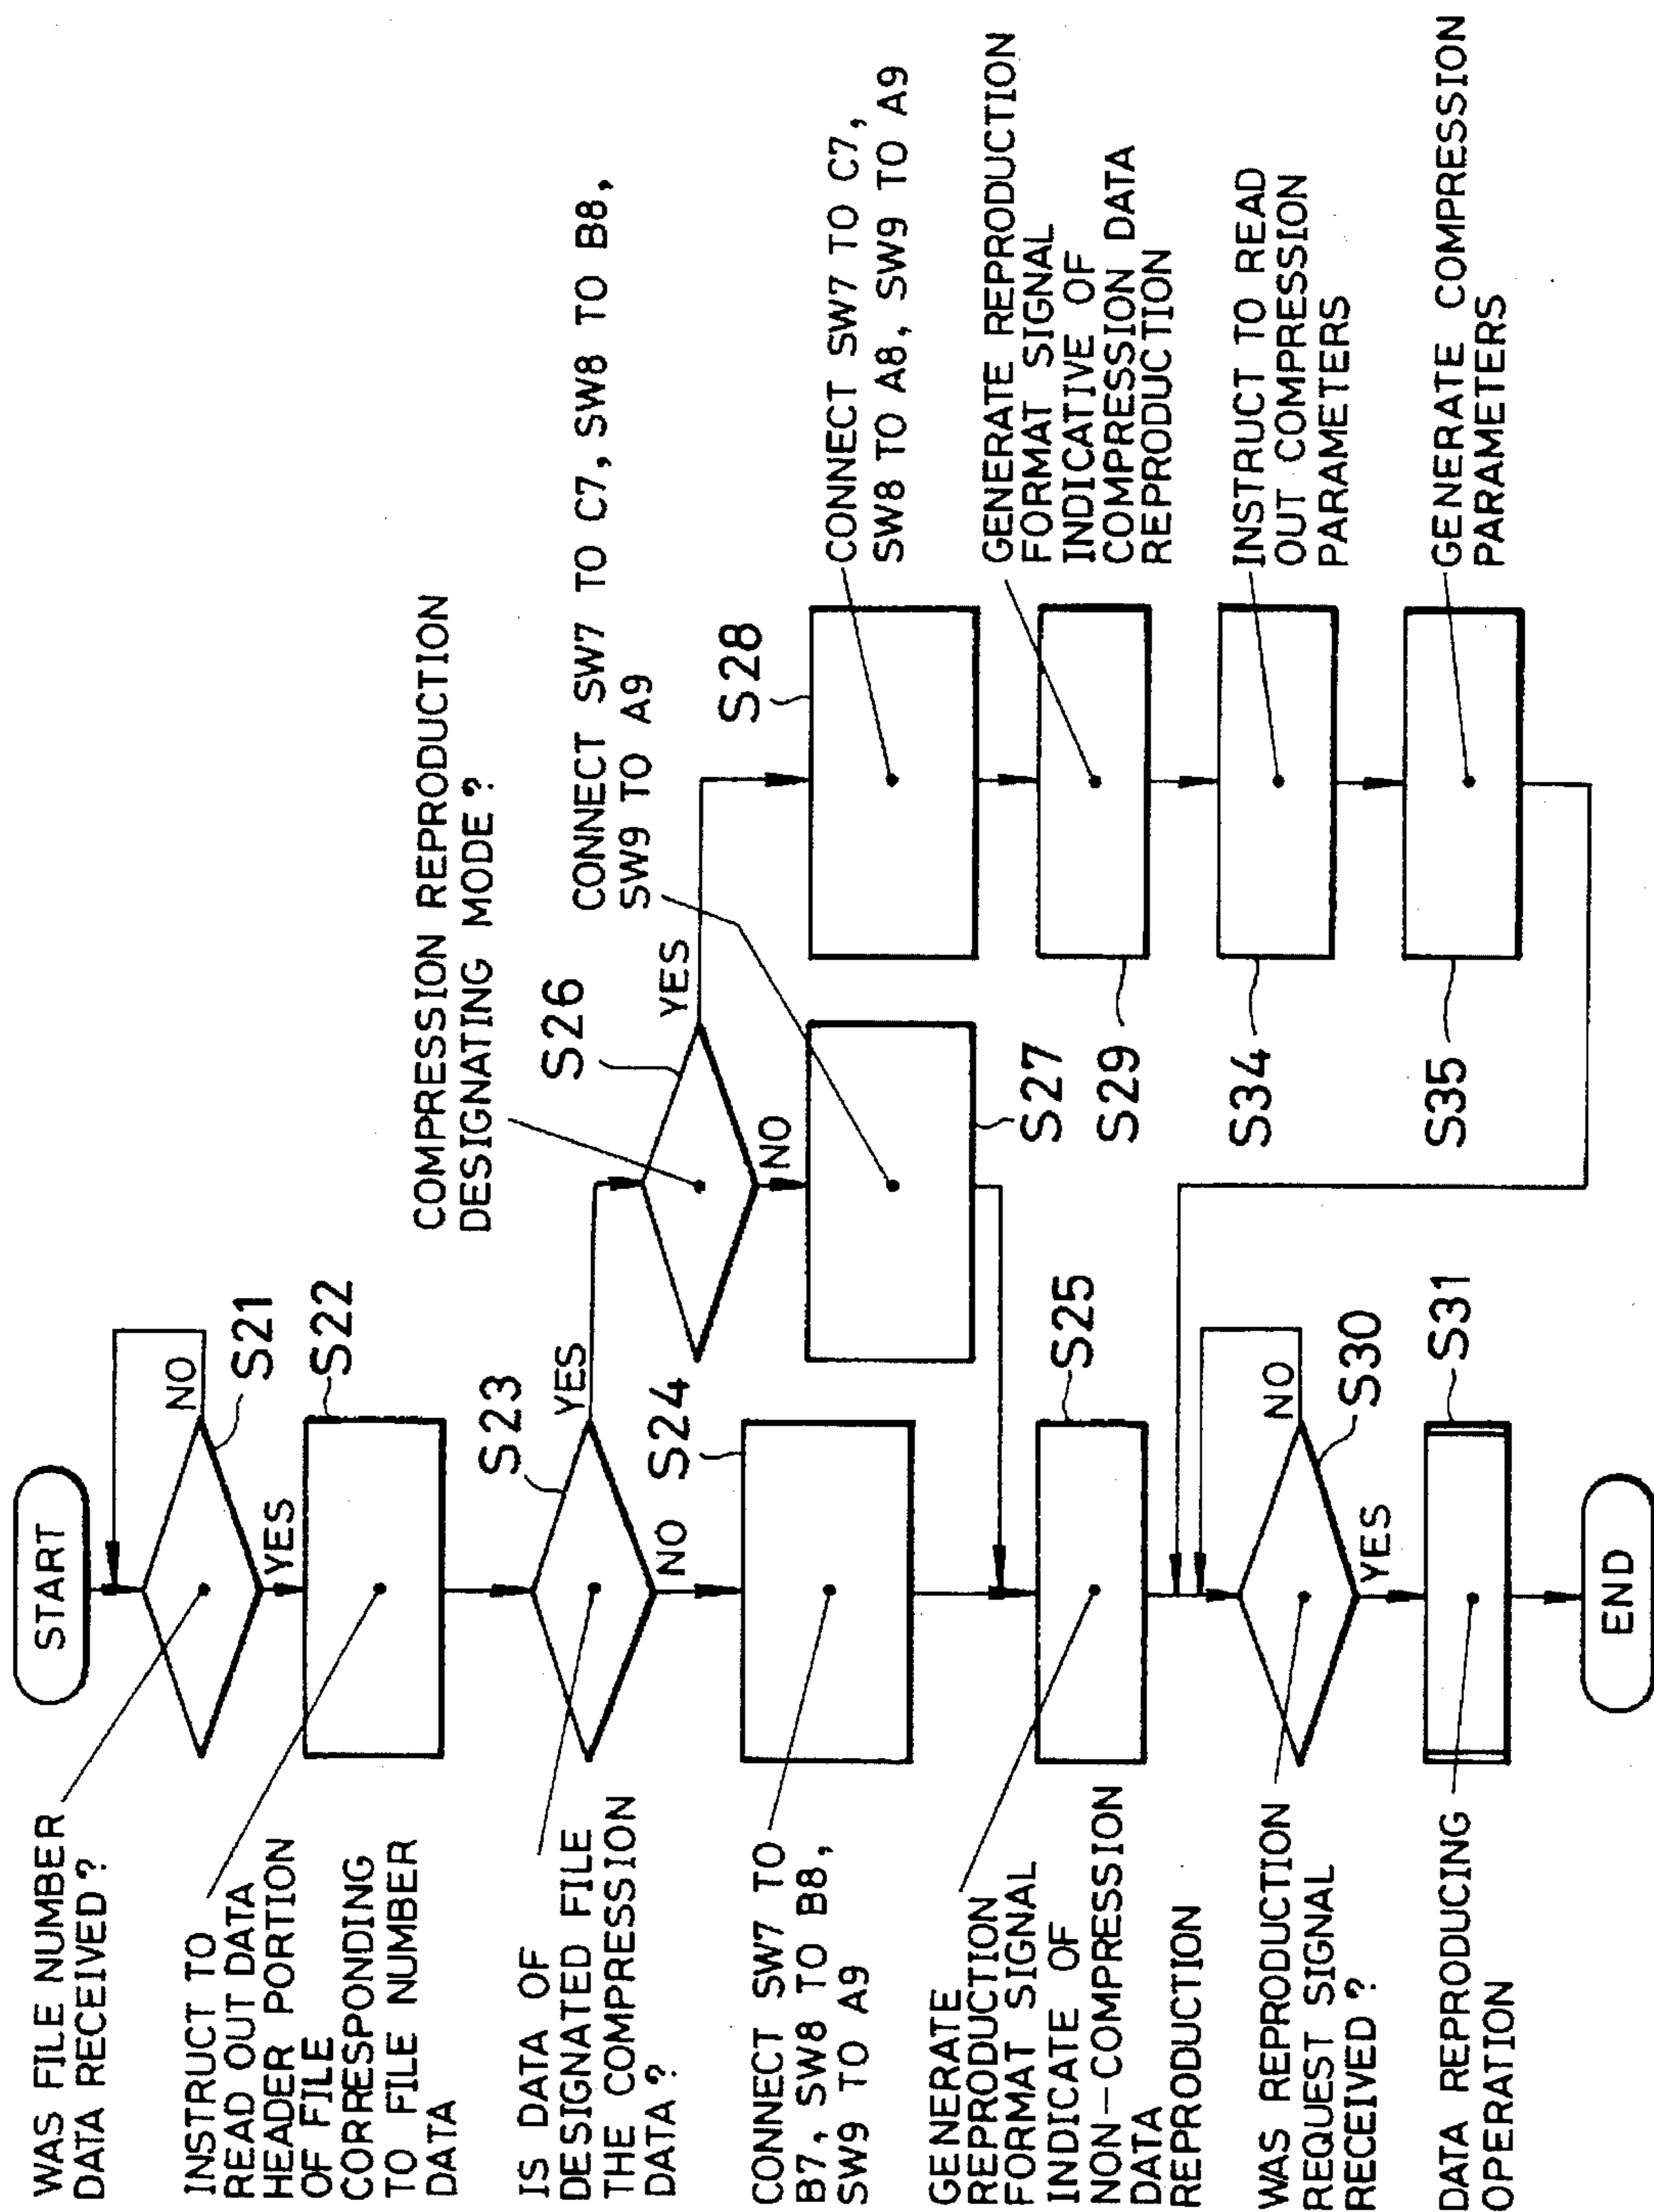 START
WAS FILE NUMBER
DATA RECEIVED?
NO
S21
YES
INSTRUCT TO
READ OUT DATA
HEADER PORTION
OF FILE
CORRESPONDING
TO FILE NUMBER
DATA
S22
IS DATA OF
DESIGNATED FILE
THE COMPRESSION
DATA?
S23
YES
NO
S24
CONNECT SW7 TO
B7, SW8 TO B8,
SW9 TO A9
COMPRESSION REPRODUCTION
DESIGNATING MODE?
S26
YES
NO
CONNECT SW7 TO C7, SW8 TO B8,
SW9 TO A9
S27
S28
CONNECT SW7 TO C7,
SW8 TO A8, SW9 TO A9
GENERATE REPRODUCTION
FORMAT SIGNAL
INDICATIVE OF
COMPRESSION DATA
REPRODUCTION
S29
INSTRUCT TO READ
OUT COMPRESSION
PARAMETERS
S34
GENERATE COMPRESSION
PARAMETERS
S35
GENERATE
REPRODUCTION
FORMAT SIGNAL
INDICATE OF
NON-COMPRESSION
DATA
REPRODUCTION
S25
WAS REPRODUCTION
REQUEST SIGNAL
RECEIVED?
NO
S30
YES
DATA REPRODUCING
OPERATION
S31
END